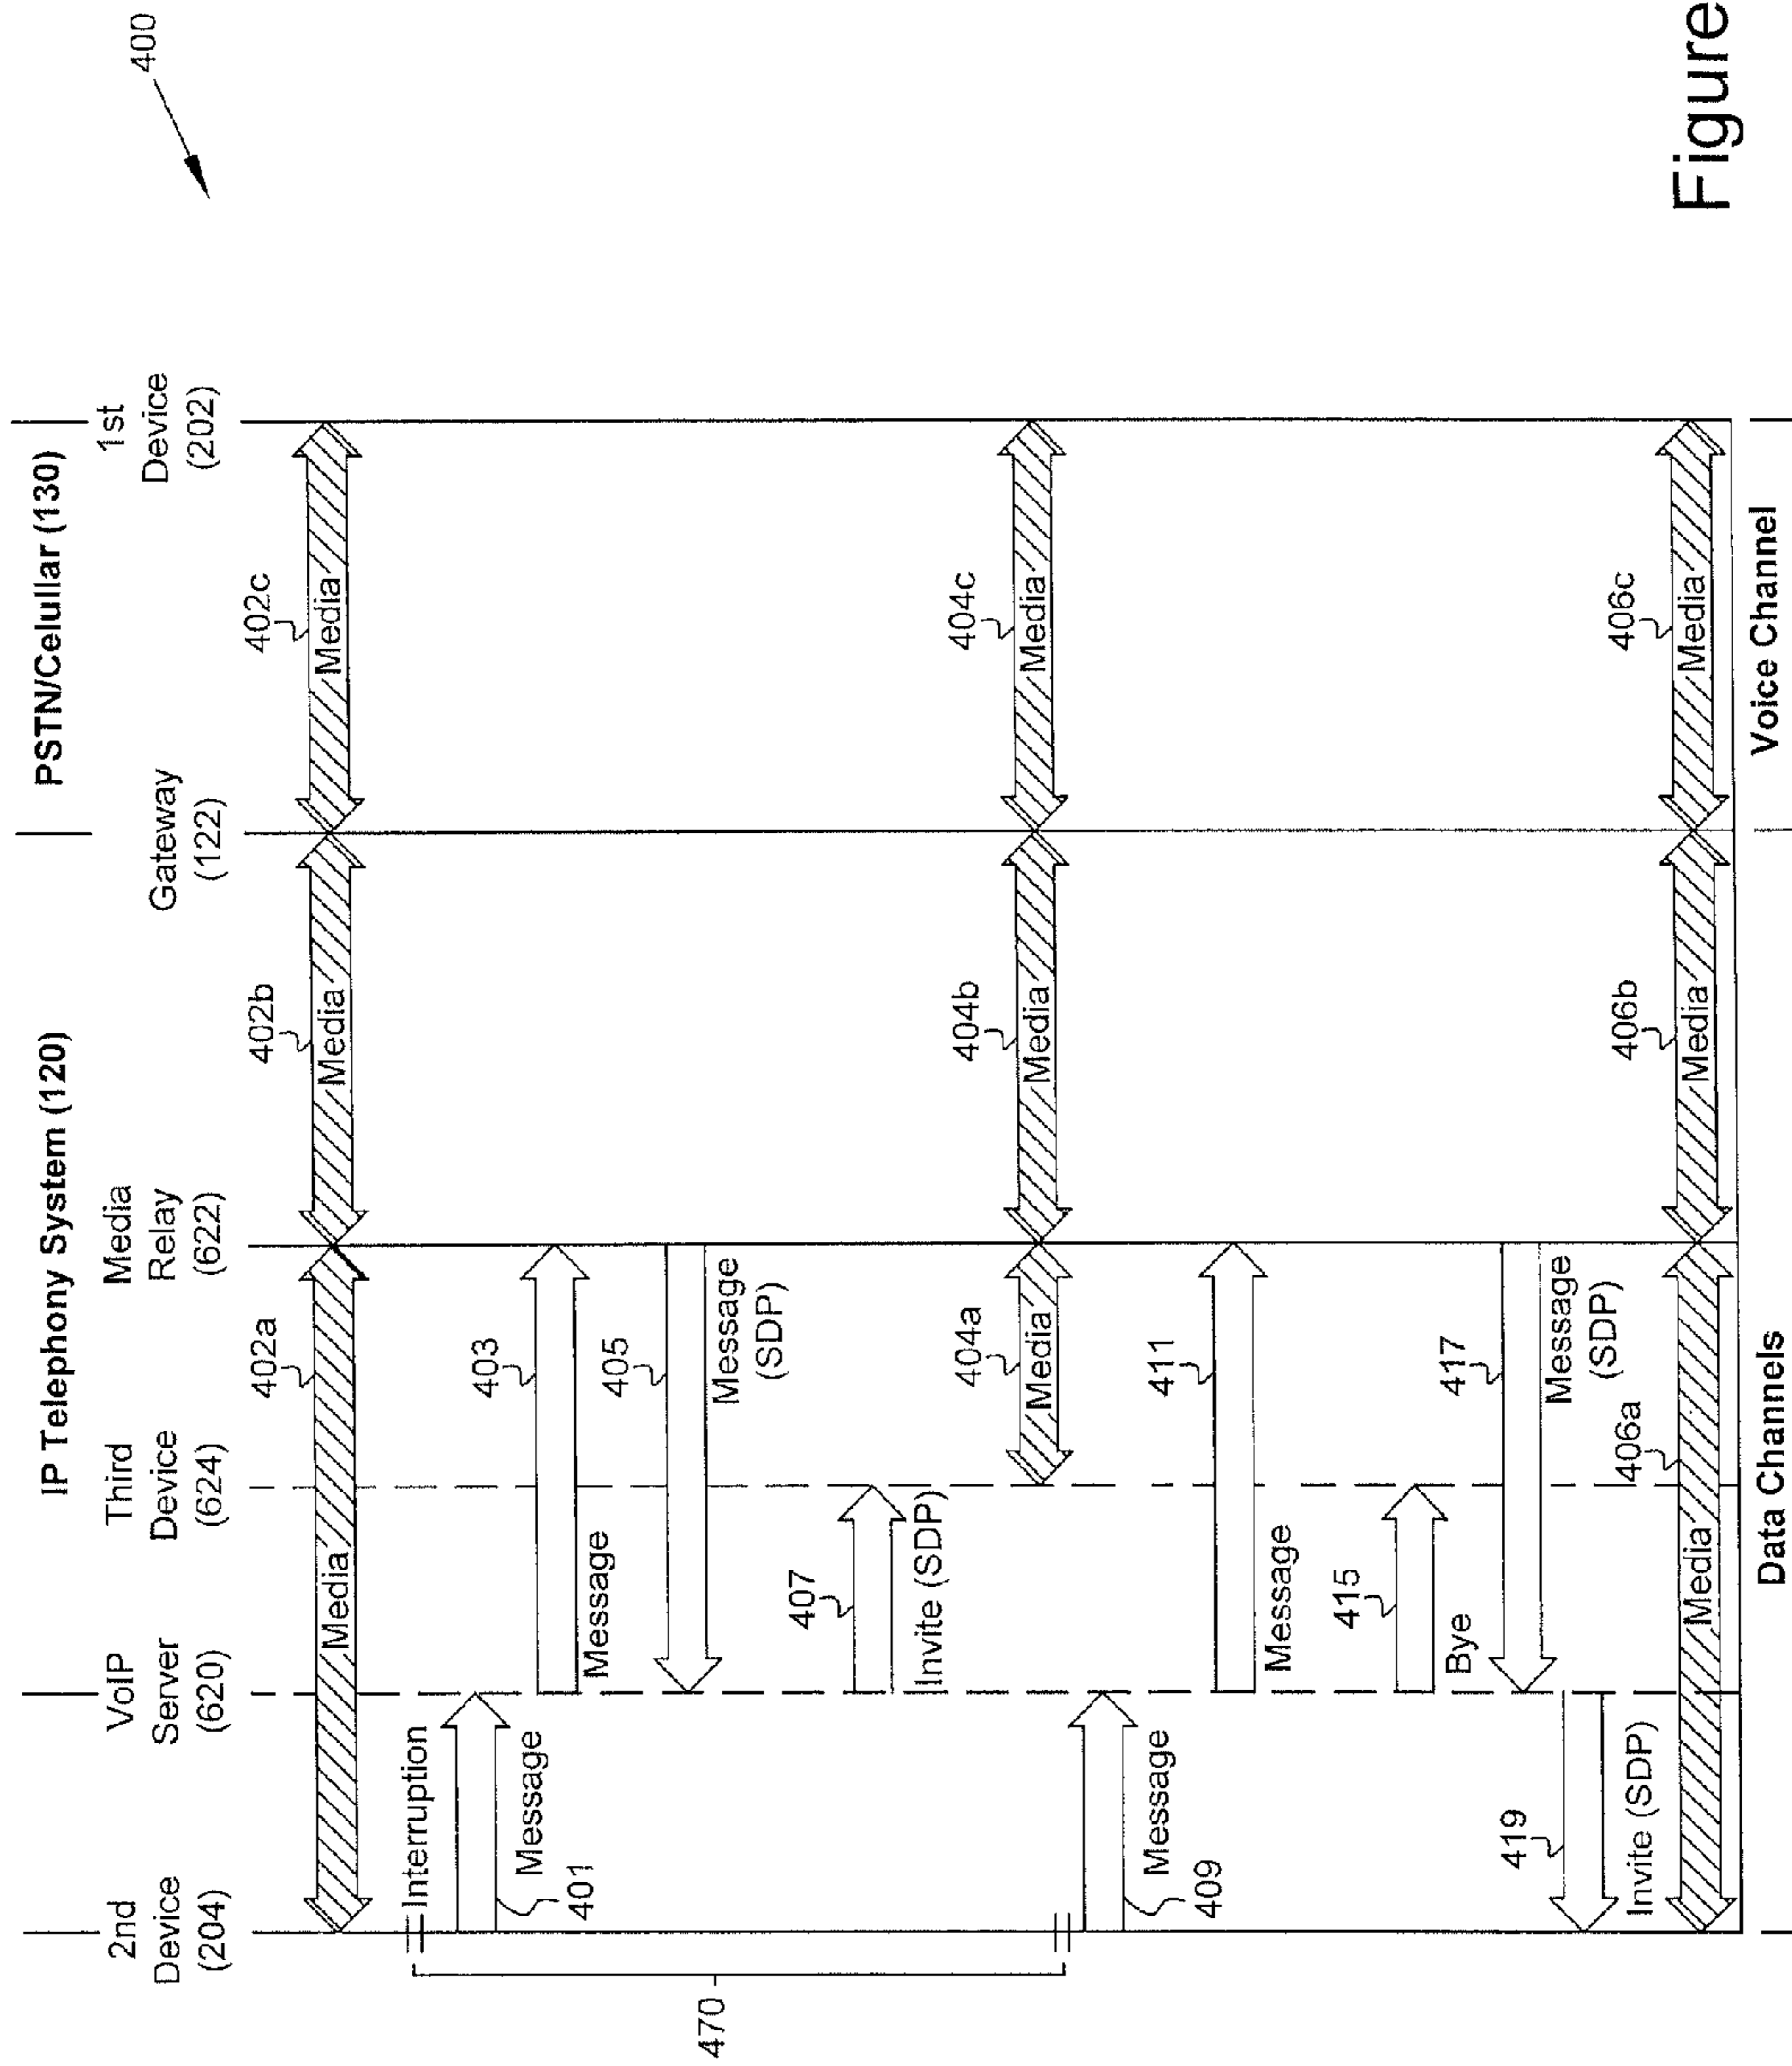 IP Telephony System (120)
PSTN/Celullar (130)
2nd
Device
(204)
VoIP
Server
(620)
Third
Device
(624)
Media
Relay
(622)
Gateway
(122)
1st
Device
(202)
400
402a
402b
402c
Media
Media
Media
Interruption
Message
401
403
Message
405
Message
(SDP)
470
407
Invite (SDP)
404a
404b
404c
Media
Media
Media
Message
409
411
Message
415
Bye
417
Message
(SDP)
419
Invite (SDP)
406a
406b
406c
Media
Media
Media
Data Channels
Voice Channel
Figure